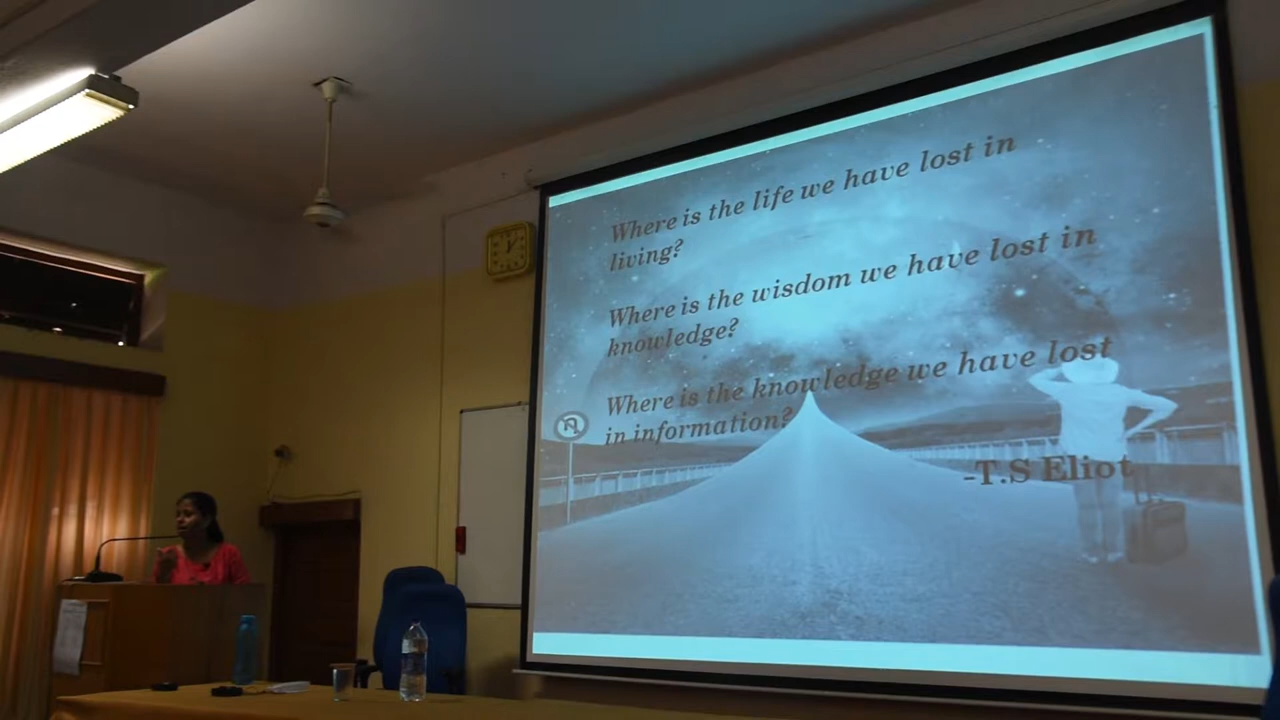 Where is the life we have lost in
living?
Where is the wisdom we have lost in
knowledge?
Where is the knowledge we have lost
in information?
-T.S Eliot